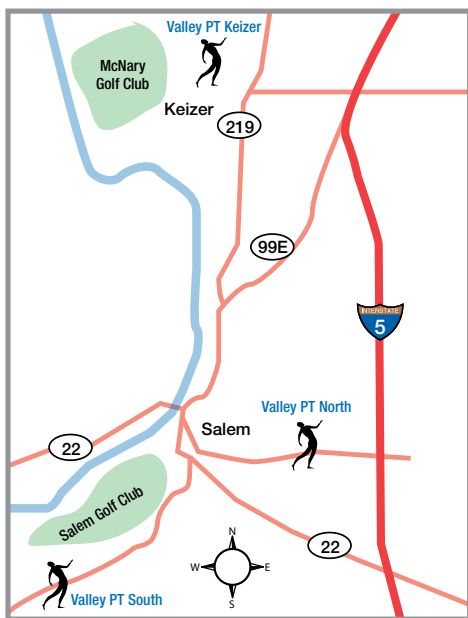 Valley PT Keizer
McNary
Golf Club
Keizer
219
99E
INTERSTATE
5
Valley PT North
Salem
22
Salem Golf Club
22
N
W
E
S
Valley PT South